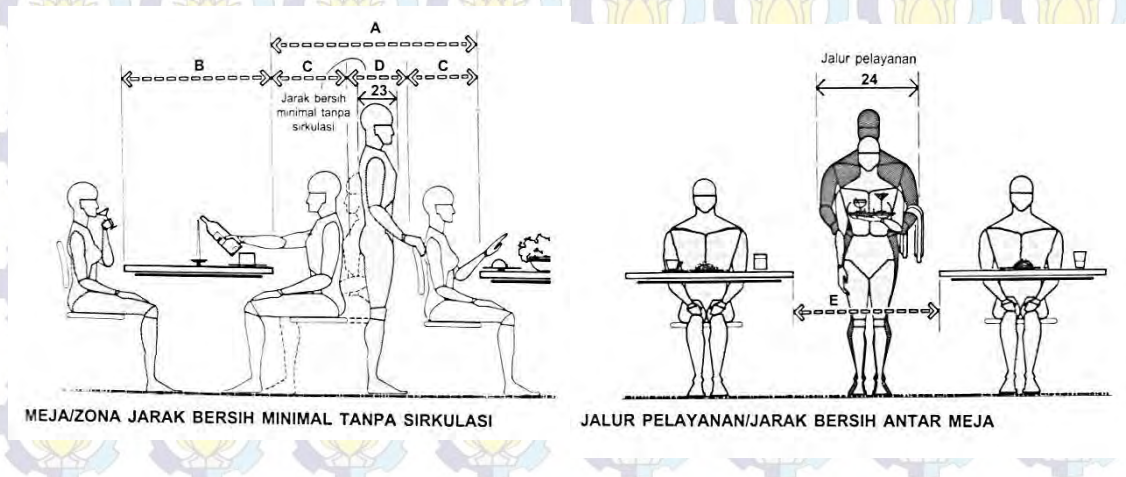 A
B
C
D
C
Jarak bersih
minimal tanpa
sirkulasi
23
MEJA/ZONA JARAK BERSIH MINIMAL TANPA SIRKULASI
Jalur pelayanan
24
E
JALUR PELAYANAN/JARAK BERSIH ANTAR MEJA